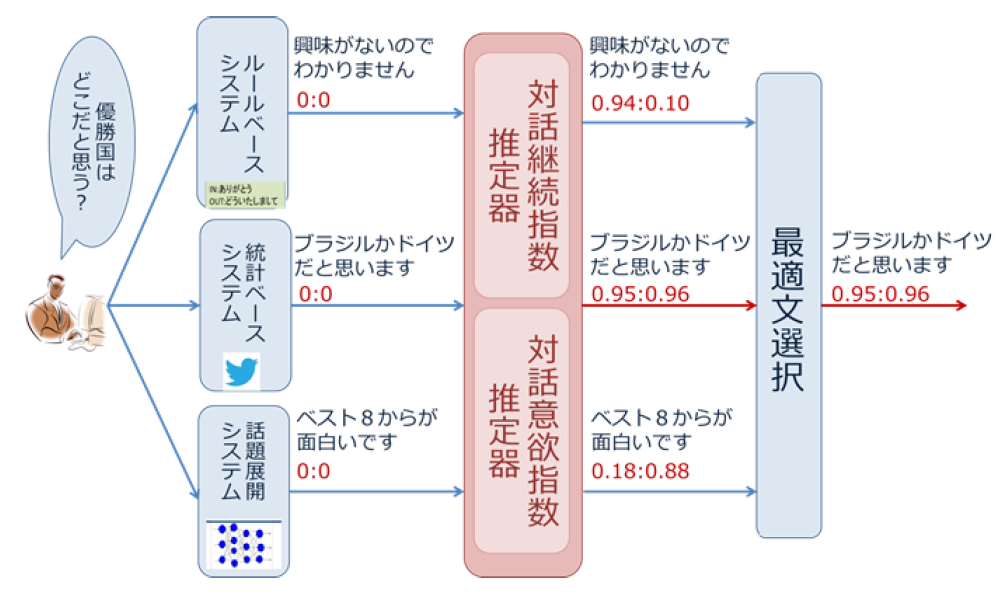 優勝国は
どこだと思う？
ルールベース
システム
IN:ありがとう
OUT:どういたしまして
興味がないので
わかりません
0:0
統計ベース
システム
ブラジルかドイツ
だと思います
0:0
話題展開
システム
ベスト８からが
面白いです
0:0
対話継続指数
推定器
対話意欲指数
推定器
興味がないので
わかりません
0.94:0.10
ブラジルかドイツ
だと思います
0.95:0.96
ベスト８からが
面白いです
0.18:0.88
最適文選択
ブラジルかドイツ
だと思います
0.95:0.96